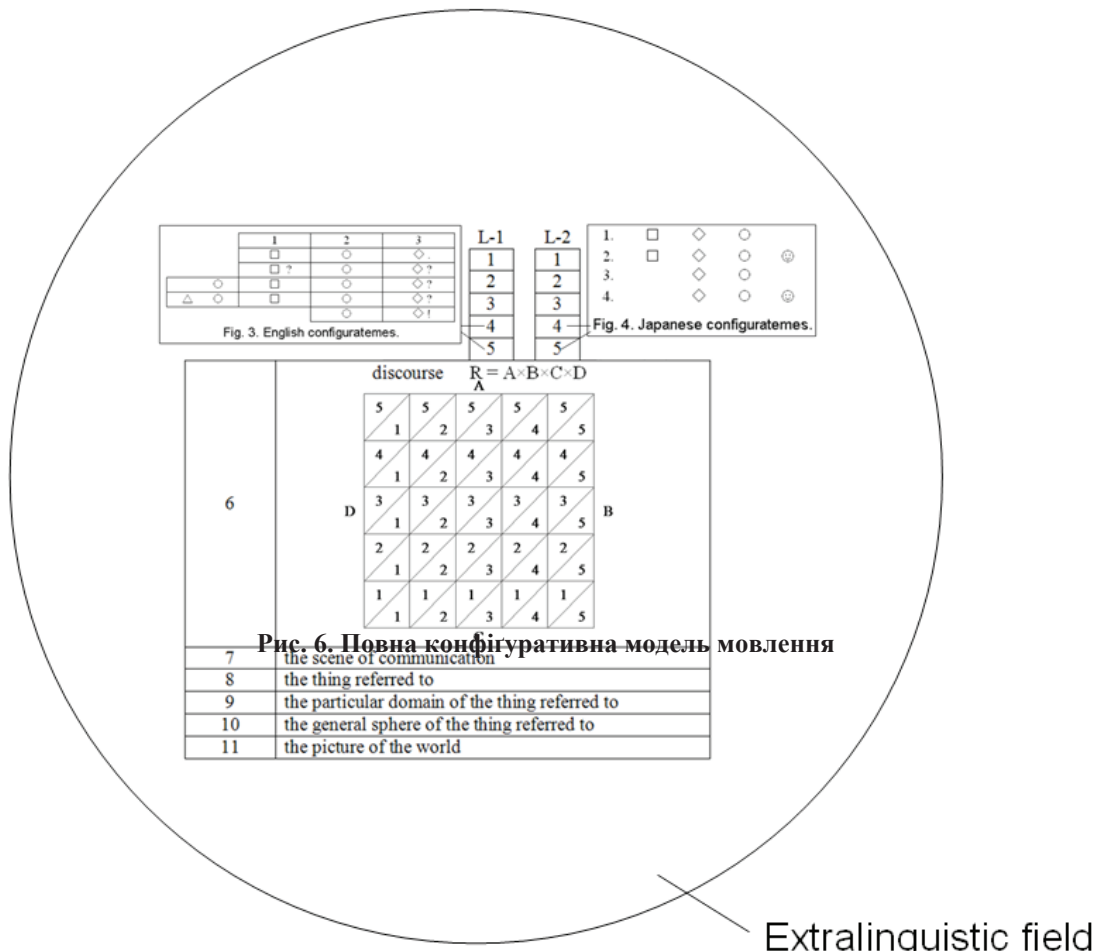 1 2 3
□ ○ ◇ .
□ ? ○ ◇ ?
○ □ ○ ◇ ?
△ ○ □ ○ ◇ ?
○ ◇ !
Fig. 3. English configuratemes.
L-1 L-2
1 1
2 2
3 3
4 4
5 5
1. □ ◇ ○
2. □ ◇ ○ ☺
3. ◇ ○
4. ◇ ○ ☺
Fig. 4. Japanese configuratemes.
discourse R = A×B×C×D
A
5 5 5 5 5
1 2 3 4 5
4 4 4 4 4
1 2 3 4 5
6 D 3 3 3 3 3 B
1 2 3 4 5
2 2 2 2 2
1 2 3 4 5
1 1 1 1 1
1 2 3 4 5
Рис. 6. Повна конфігуративна модель мовлення
7 the scene of communication
8 the thing referred to
9 the particular domain of the thing referred to
10 the general sphere of the thing referred to
11 the picture of the world
Extralinguistic field